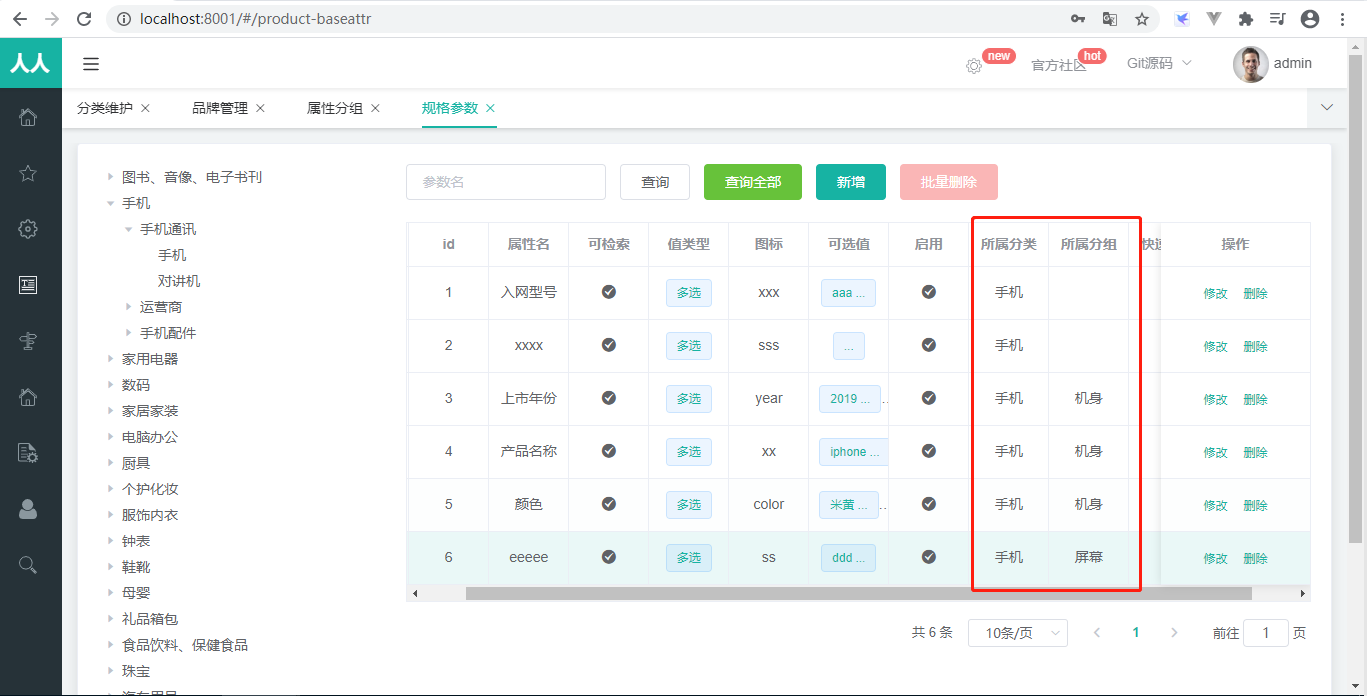 localhost:8001/#/product-baseattr
人人
new
官方社区
hot
Git源码
admin
分类维护
品牌管理
属性分组
规格参数
图书、音像、电子书刊
手机
手机通讯
手机
对讲机
运营商
手机配件
家用电器
数码
家居家装
电脑办公
厨具
个护化妆
服饰内衣
钟表
鞋靴
母婴
礼品箱包
食品饮料、保健食品
珠宝
参数名 查询 查询全部 新增 批量删除
id 属性名 可检索 值类型 图标 可选值 启用 所属分类 所属分组 快速 操作
1 入网型号 多选 xxx aaa ... 手机 修改 删除
2 xxxx 多选 sss ... 手机 修改 删除
3 上市年份 多选 year 2019 ... 手机 机身 修改 删除
4 产品名称 多选 xx iphone ... 手机 机身 修改 删除
5 颜色 多选 color 米黄 ... 手机 机身 修改 删除
6 eeeee 多选 ss ddd ... 手机 屏幕 修改 删除
共 6 条 10条/页 1 前往 1 页